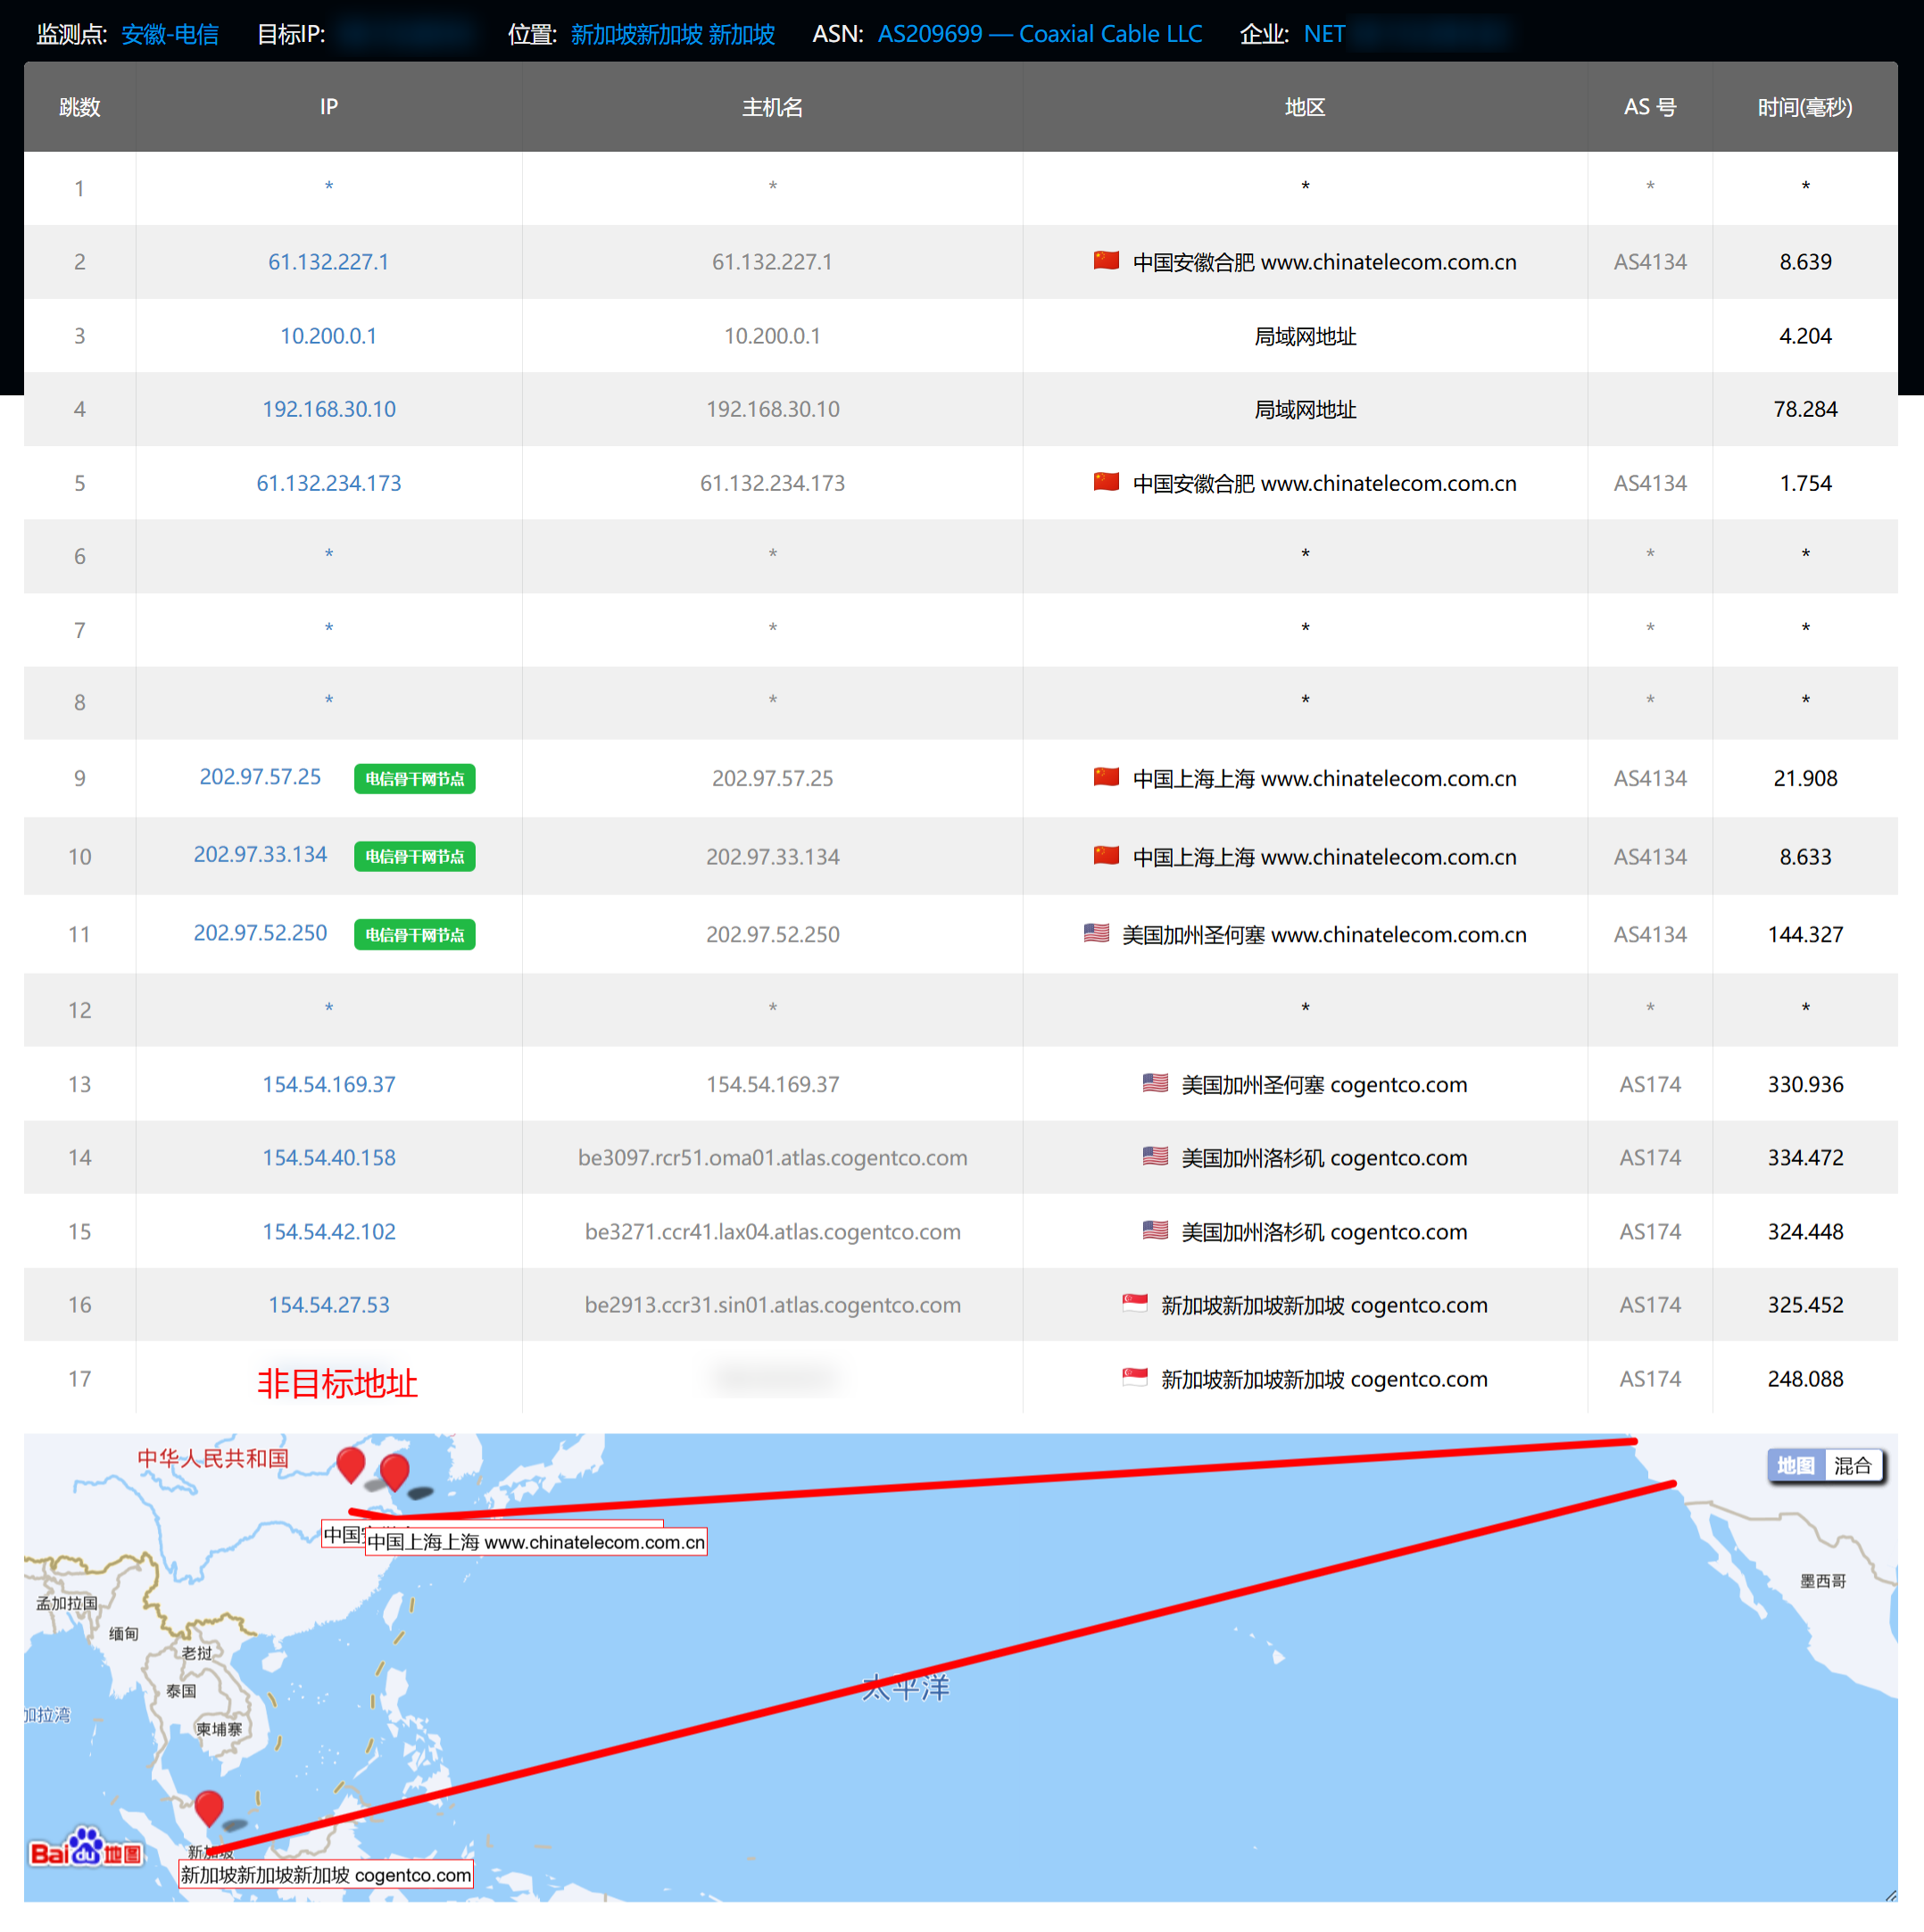 监测点: 安徽-电信 目标IP: 位置: 新加坡新加坡 新加坡 ASN: AS209699 — Coaxial Cable LLC 企业: NET
跳数 IP 主机名 地区 AS 号 时间(毫秒)
1 * * * * *
2 61.132.227.1 61.132.227.1 中国安徽合肥 www.chinatelecom.com.cn AS4134 8.639
3 10.200.0.1 10.200.0.1 局域网地址 4.204
4 192.168.30.10 192.168.30.10 局域网地址 78.284
5 61.132.234.173 61.132.234.173 中国安徽合肥 www.chinatelecom.com.cn AS4134 1.754
6 * * * * *
7 * * * * *
8 * * * * *
9 202.97.57.25 电信骨干网节点 202.97.57.25 中国上海上海 www.chinatelecom.com.cn AS4134 21.908
10 202.97.33.134 电信骨干网节点 202.97.33.134 中国上海上海 www.chinatelecom.com.cn AS4134 8.633
11 202.97.52.250 电信骨干网节点 202.97.52.250 美国加州圣何塞 www.chinatelecom.com.cn AS4134 144.327
12 * * * * *
13 154.54.169.37 154.54.169.37 美国加州圣何塞 cogentco.com AS174 330.936
14 154.54.40.158 be3097.rcr51.oma01.atlas.cogentco.com 美国加州洛杉矶 cogentco.com AS174 334.472
15 154.54.42.102 be3271.ccr41.lax04.atlas.cogentco.com 美国加州洛杉矶 cogentco.com AS174 324.448
16 154.54.27.53 be2913.ccr31.sin01.atlas.cogentco.com 新加坡新加坡新加坡 cogentco.com AS174 325.452
17 非目标地址 新加坡新加坡新加坡 cogentco.com AS174 248.088
中华人民共和国
地图 混合
中国
中国上海上海 www.chinatelecom.com.cn
墨西哥
孟加拉国
缅甸
老挝
泰国
太平洋
加拉湾
柬埔寨
Bai du 地图
新加坡
新加坡新加坡新加坡 cogentco.com